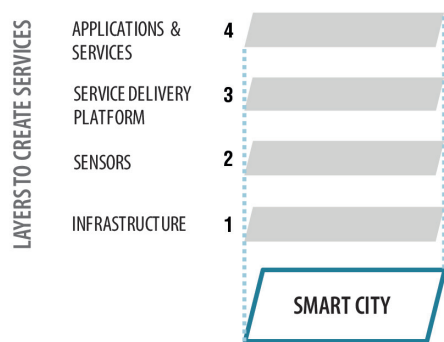 LAYERS TO CREATE SERVICES
APPLICATIONS & 4
SERVICES
SERVICE DELIVERY 3
PLATFORM
SENSORS 2
INFRASTRUCTURE 1
SMART CITY